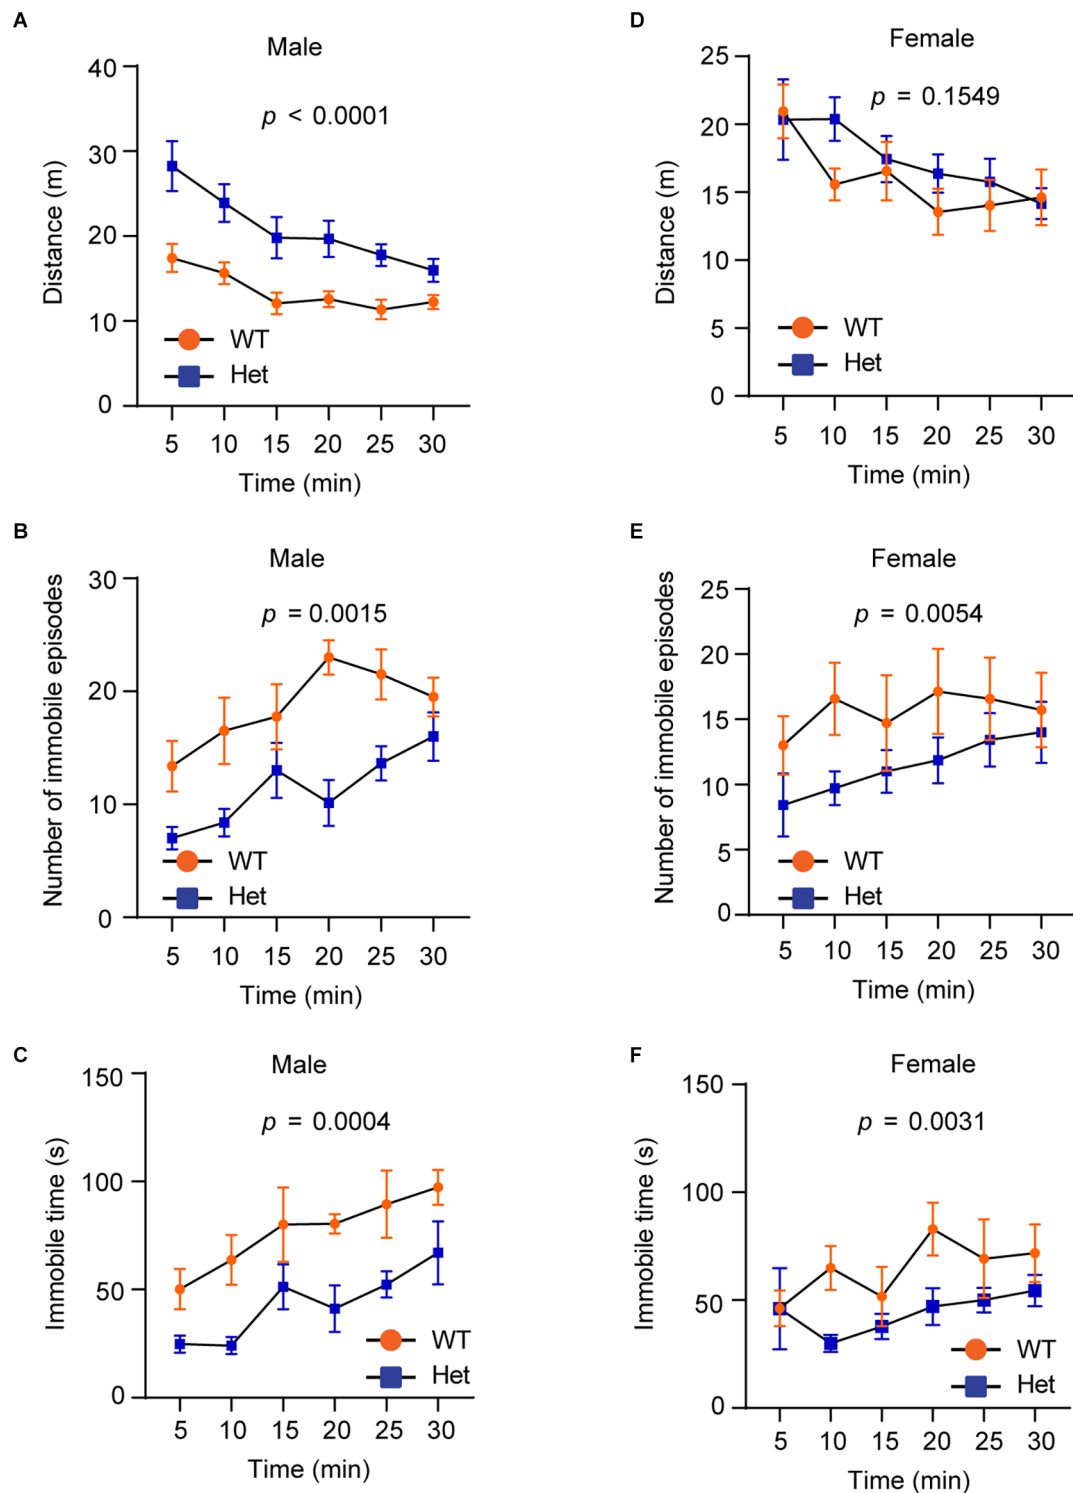 A
Male
p < 0.0001
40
30
20
10
0
Distance (m)
WT
Het
5 10 15 20 25 30
Time (min)
D
Female
p = 0.1549
25
20
15
10
5
0
Distance (m)
WT
Het
5 10 15 20 25 30
Time (min)
B
Male
p = 0.0015
30
20
10
0
Number of immobile episodes
WT
Het
5 10 15 20 25 30
Time (min)
E
Female
p = 0.0054
25
20
15
10
5
0
Number of immobile episodes
WT
Het
5 10 15 20 25 30
Time (min)
C
Male
p = 0.0004
150
100
50
0
Immobile time (s)
WT
Het
5 10 15 20 25 30
Time (min)
F
Female
p = 0.0031
150
100
50
0
Immobile time (s)
WT
Het
5 10 15 20 25 30
Time (min)